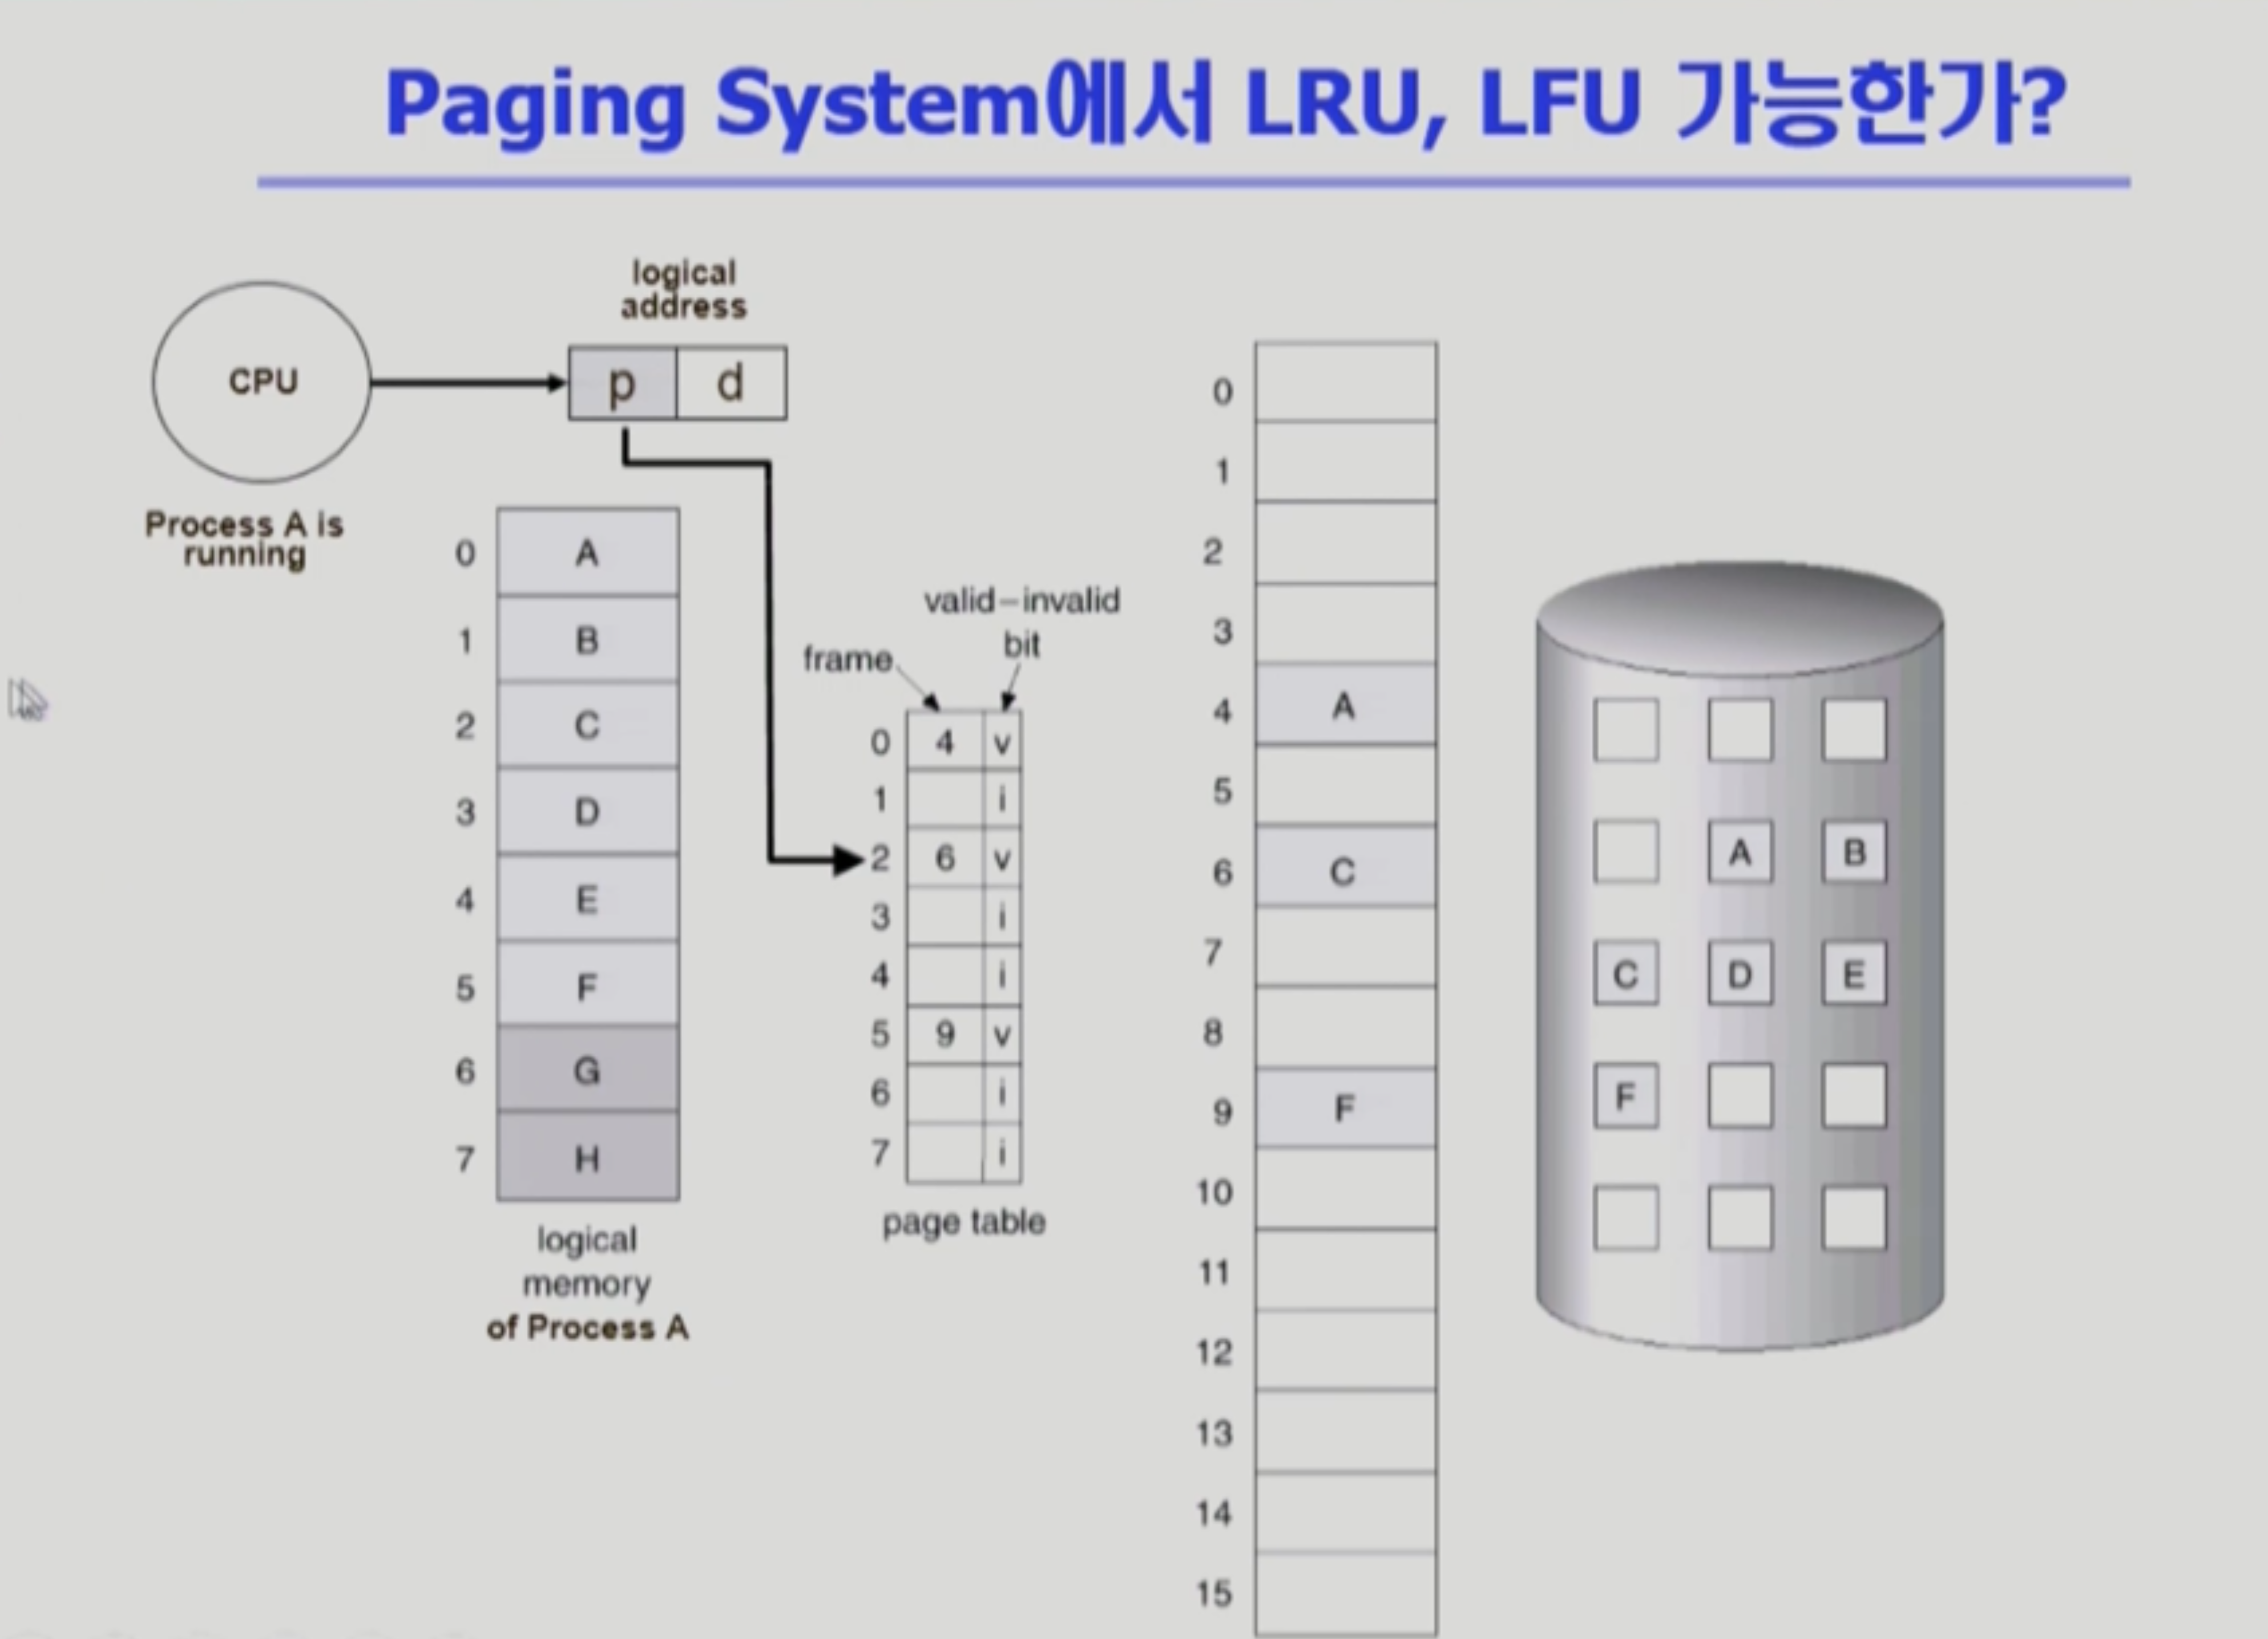 Paging System에서 LRU, LFU 가능한가?
logical
address
CPU
p d
Process A is
running
0 A
1 B
2 C
3 D
4 E
5 F
6 G
7 H
logical
memory
of Process A
valid–invalid
bit
frame
0 4 v
1 i
2 6 v
3 i
4 i
5 9 v
6 i
7 i
page table
0
1
2
3
4 A
5
6 C
7
8
9 F
10
11
12
13
14
15
A B
C D E
F